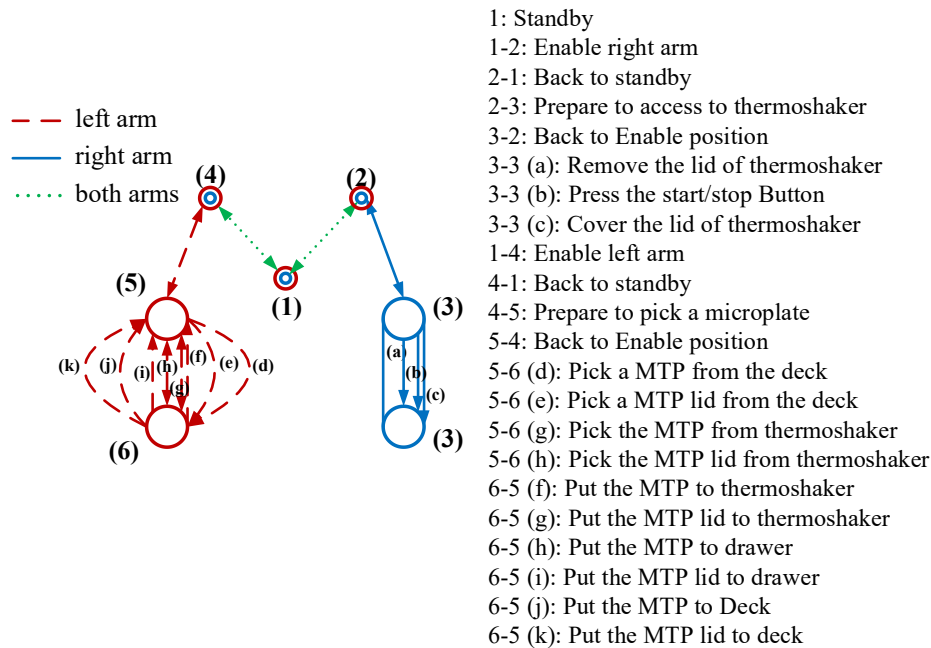 left arm
right arm
both arms
(4)
(2)
(1)
(5)
(3)
(k)
(j)
(i)
(h)
(g)
(f)
(e)
(d)
(a)
(b)
(c)
(6)
(3)
1: Standby
1-2: Enable right arm
2-1: Back to standby
2-3: Prepare to access to thermoshaker
3-2: Back to Enable position
3-3 (a): Remove the lid of thermoshaker
3-3 (b): Press the start/stop Button
3-3 (c): Cover the lid of thermoshaker
1-4: Enable left arm
4-1: Back to standby
4-5: Prepare to pick a microplate
5-4: Back to Enable position
5-6 (d): Pick a MTP from the deck
5-6 (e): Pick a MTP lid from the deck
5-6 (g): Pick the MTP from thermoshaker
5-6 (h): Pick the MTP lid from thermoshaker
6-5 (f): Put the MTP to thermoshaker
6-5 (g): Put the MTP lid to thermoshaker
6-5 (h): Put the MTP to drawer
6-5 (i): Put the MTP lid to drawer
6-5 (j): Put the MTP to Deck
6-5 (k): Put the MTP lid to deck